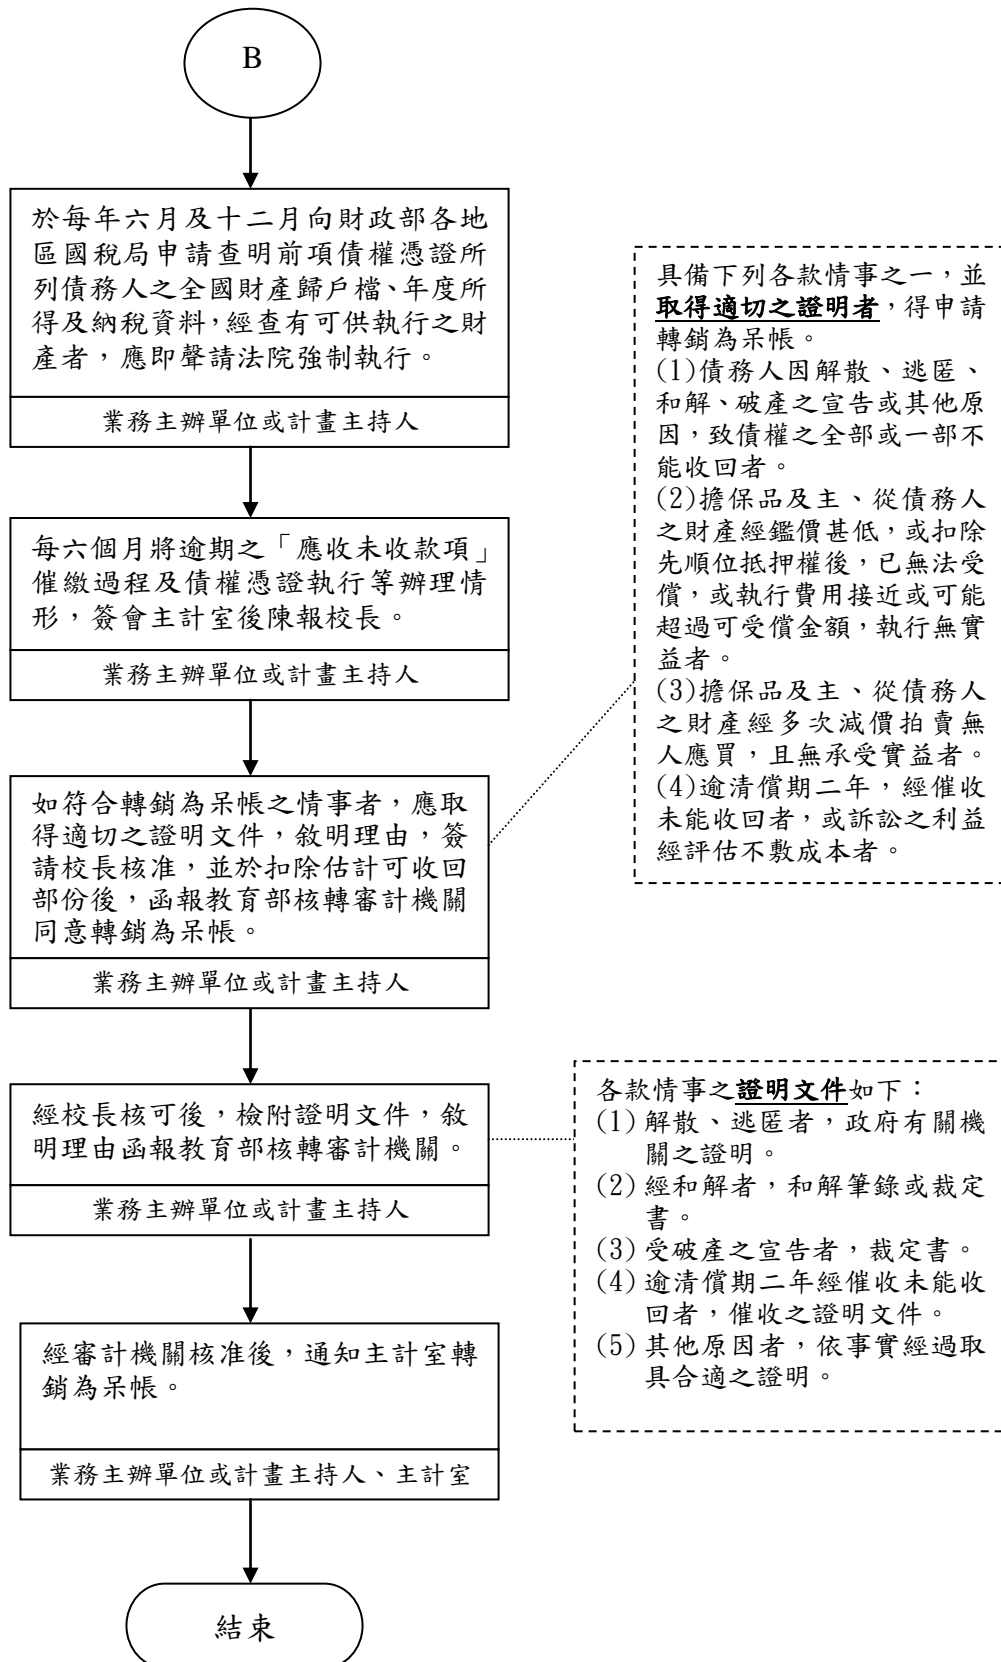 B
於每年六月及十二月向財政部各地
區國稅局申請查明前項債權憑證所
列債務人之全國財產歸戶檔、年度所
得及納稅資料,經查有可供執行之財
產者,應即聲請法院強制執行。
業務主辦單位或計畫主持人
每六個月將逾期之「應收未收款項」
催繳過程及債權憑證執行等辦理情
形,簽會主計室後陳報校長。
業務主辦單位或計畫主持人
如符合轉銷為呆帳之情事者,應取
得適切之證明文件,敘明理由,簽
請校長核准,並於扣除估計可收回
部份後,函報教育部核轉審計機關
同意轉銷為呆帳。
業務主辦單位或計畫主持人
經校長核可後,檢附證明文件,敘
明理由函報教育部核轉審計機關。
業務主辦單位或計畫主持人
經審計機關核准後,通知主計室轉
銷為呆帳。
業務主辦單位或計畫主持人、主計室
結束
具備下列各款情事之一,並
取得適切之證明者,得申請
轉銷為呆帳。
(1)債務人因解散、逃匿、
和解、破產之宣告或其他原
因,致債權之全部或一部不
能收回者。
(2)擔保品及主、從債務人
之財產經鑑價甚低,或扣除
先順位抵押權後,已無法受
償,或執行費用接近或可能
超過可受償金額,執行無實
益者。
(3)擔保品及主、從債務人
之財產經多次減價拍賣無
人應買,且無承受實益者。
(4)逾清償期二年,經催收
未能收回者,或訴訟之利益
經評估不敷成本者。
各款情事之證明文件如下:
(1)解散、逃匿者,政府有關機
關之證明。
(2)經和解者,和解筆錄或裁定
書。
(3)受破產之宣告者,裁定書。
(4)逾清償期二年經催收未能收
回者,催收之證明文件。
(5)其他原因者,依事實經過取
具合適之證明。